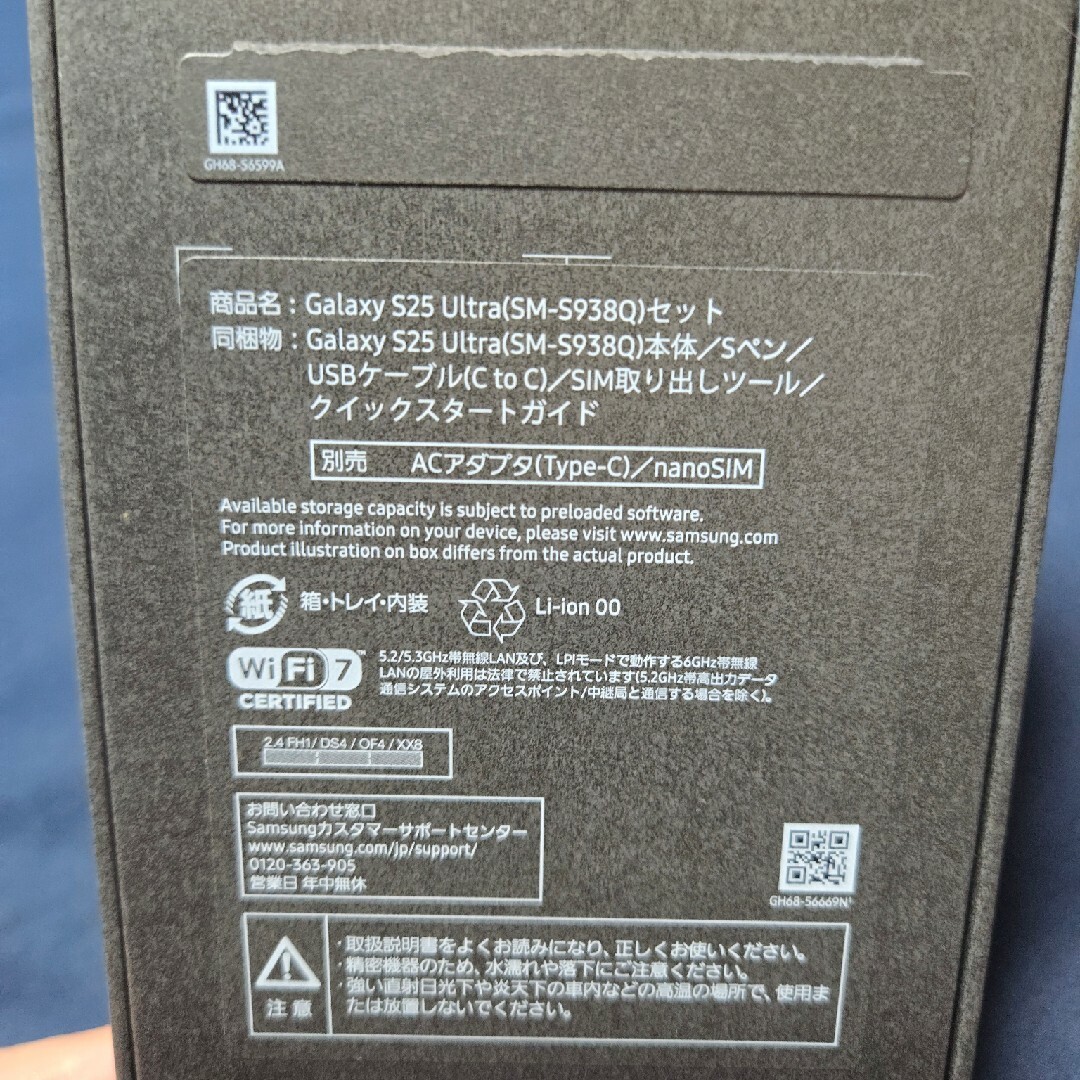 GH68-56599A
商品名：Galaxy S25 Ultra(SM-S938Q)セット
同梱物：Galaxy S25 Ultra(SM-S938Q)本体／Sペン／
USBケーブル(C to C)／SIM取り出しツール／
クイックスタートガイド
別売 ACアダプタ(Type-C)／nanoSIM
Available storage capacity is subject to preloaded software.
For more information on your device, please visit www.samsung.com
Product illustration on box differs from the actual product.
紙 箱・トレイ・内装 Li-ion 00
Wi Fi 7™
CERTIFIED
5.2/5.3GHz帯無線LAN及び、LPIモードで動作する6GHz帯無線
LANの屋外利用は法律で禁止されています(5.2GHz帯高出力データ
通信システムのアクセスポイント/中継局と通信する場合を除く)。
2.4 FH1/ DS4 / OF4 / XX8
お問い合わせ窓口
Samsungカスタマーサポートセンター
www.samsung.com/jp/support/
0120-363-905
営業日 年中無休
GH68-56669N
注意
・取扱説明書をよくお読みになり、正しくお使いください。
・精密機器のため、水濡れや落下にご注意ください。
・強い直射日光下や炎天下の車内などの高温の場所で、使用ま
たは放置しないでください。